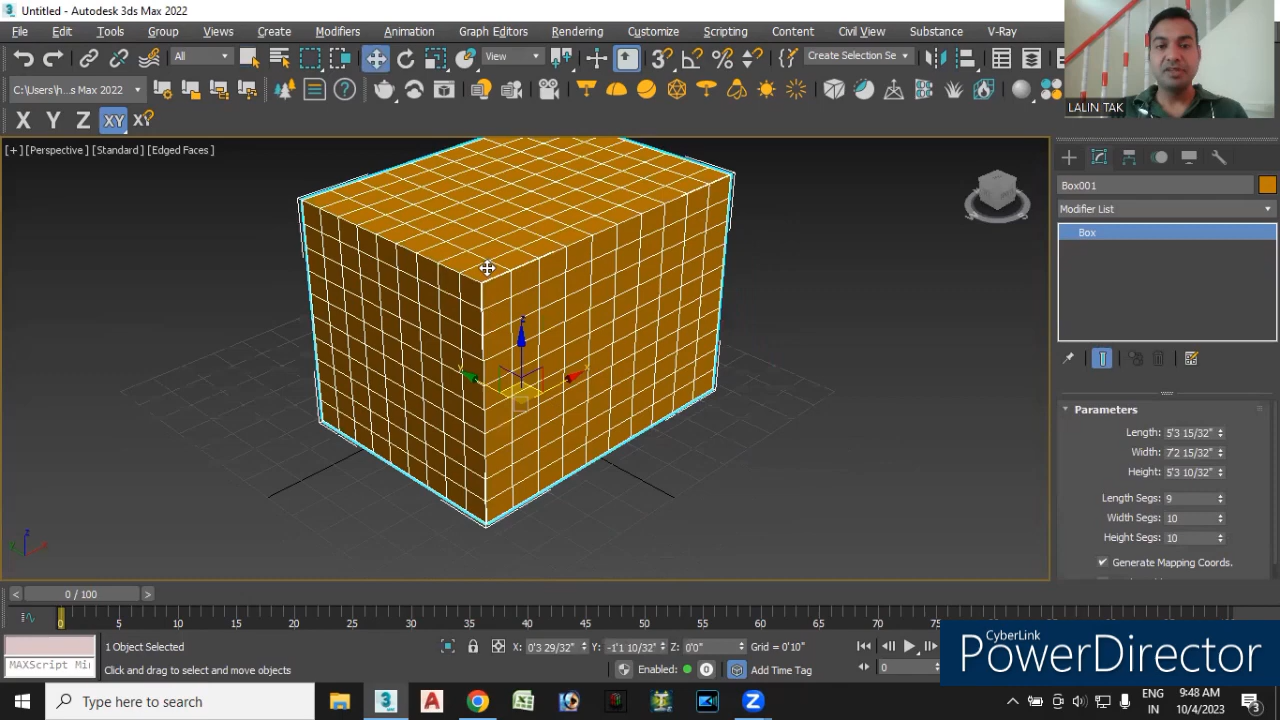 3 Untitled - Autodesk 3ds Max 2022
File Edit Tools Group Views Create Modifiers Animation Graph Editors Rendering Customize Scripting Content Civil View Substance V-Ray
All View Create Selection Se
C:\Users\h...s Max 2022
LALIN TAK
X Y Z XY
[+] [Perspective] [Standard] [Edged Faces]
Box001
Modifier List
Box
Parameters
Length: 5'3 15/32"
Width: 7'2 15/32"
Height: 5'3 10/32"
Length Segs: 9
Width Segs: 10
Height Segs: 10
Generate Mapping Coords.
z
0 / 100
0 5 10 15 20 25 30 35 40 45 50 55 60 65 70 75
MAXScript Mi
1 Object Selected
X: 0'3 29/32" Y: -1'1 10/32" Z: 0'0" Grid = 0'10"
Click and drag to select and move objects
Enabled: 0 Add Time Tag
0
CyberLink
PowerDirector
Type here to search
ENG
IN
9:48 AM
10/4/2023
3